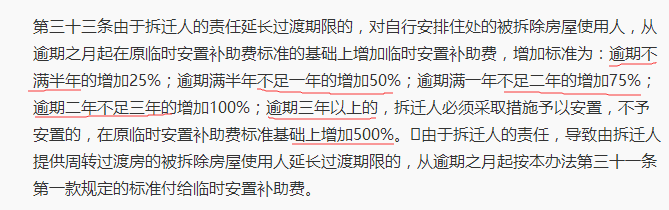 第三十三条由于拆迁人的责任延长过渡期限的，对自行安排住处的被拆除房屋使用人，从
逾期之月起在原临时安置补助费标准的基础上增加临时安置补助费，增加标准为：逾期不
满半年的增加25%；逾期满半年不足一年的增加50%；逾期满一年不足二年的增加75%；
逾期二年不足三年的增加100%；逾期三年以上的，拆迁人必须采取措施予以安置，不予
安置的，在原临时安置补助费标准基础上增加500%。由于拆迁人的责任，导致由拆迁人
提供周转过渡房的被拆除房屋使用人延长过渡期限的，从逾期之月起按本办法第三十一条
第一款规定的标准付给临时安置补助费。